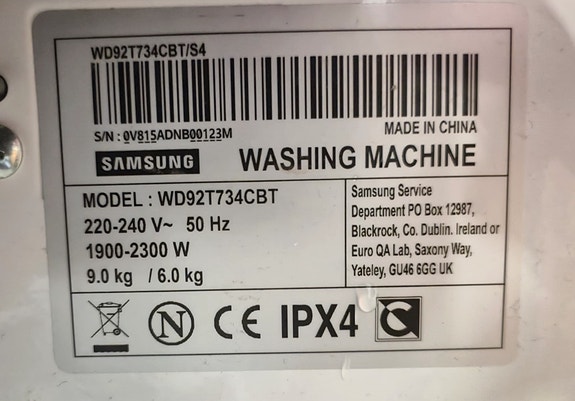 WD92T734CBT/S4
S/N : 0V815ADNB00123M
MADE IN CHINA
SAMSUNG
WASHING MACHINE
MODEL : WD92T734CBT
220-240 V~ 50 Hz
1900-2300 W
9.0 kg / 6.0 kg
Samsung Service
Department PO Box 12987,
Blackrock, Co. Dublin. Ireland or
Euro QA Lab, Saxony Way,
Yateley, GU46 6GG UK
N CE IPX4